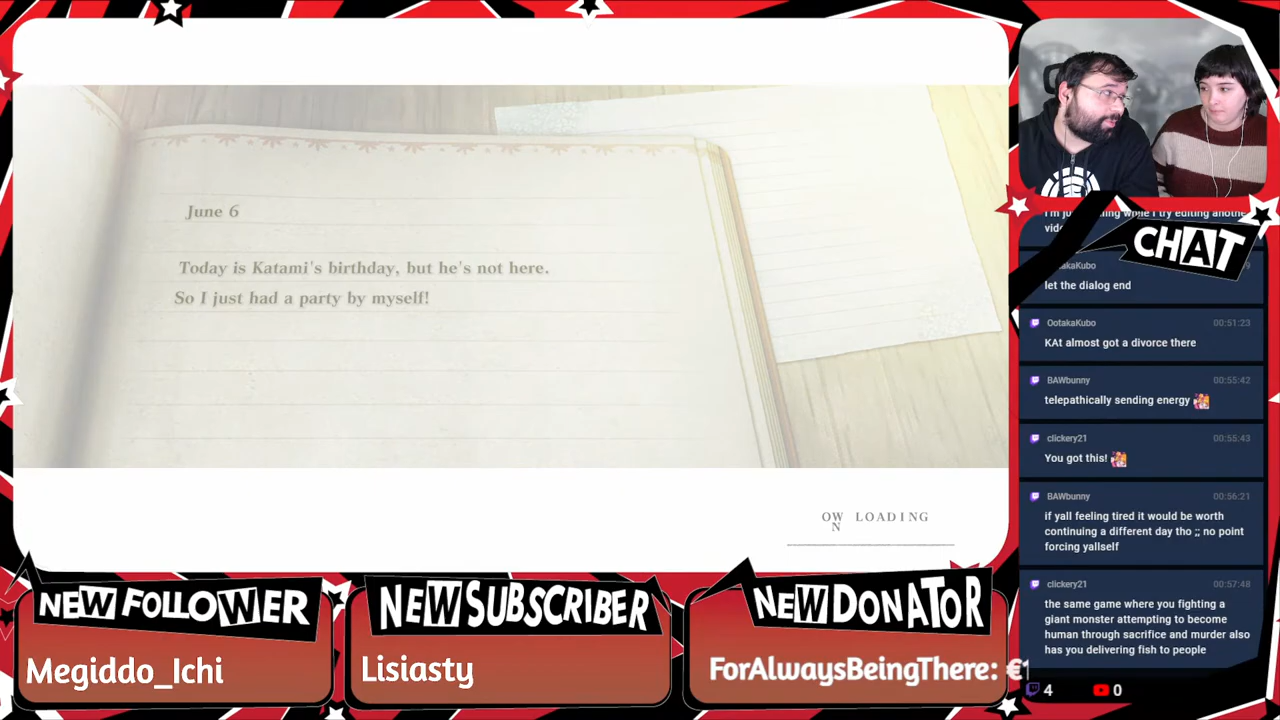 June 6
Today is Katami's birthday, but he's not here.
So I just had a party by myself!
OW LOADING
N
CHAT
let the dialog end
OotakaKubo 00:51:23
KAt almost got a divorce there
BAWbunny 00:55:42
telepathically sending energy
clickery21 00:55:43
You got this!
BAWbunny 00:56:21
if yall feeling tired it would be worth
continuing a different day tho ;; no point
forcing yallself
clickery21 00:57:48
the same game where you fighting a
giant monster attempting to become
human through sacrifice and murder also
has you delivering fish to people
4 0
NEW FOLLOWER
Megiddo_Ichi
NEW SUBSCRIBER
Lisiasty
NEW DONATOR
ForAlwaysBeingThere: €1